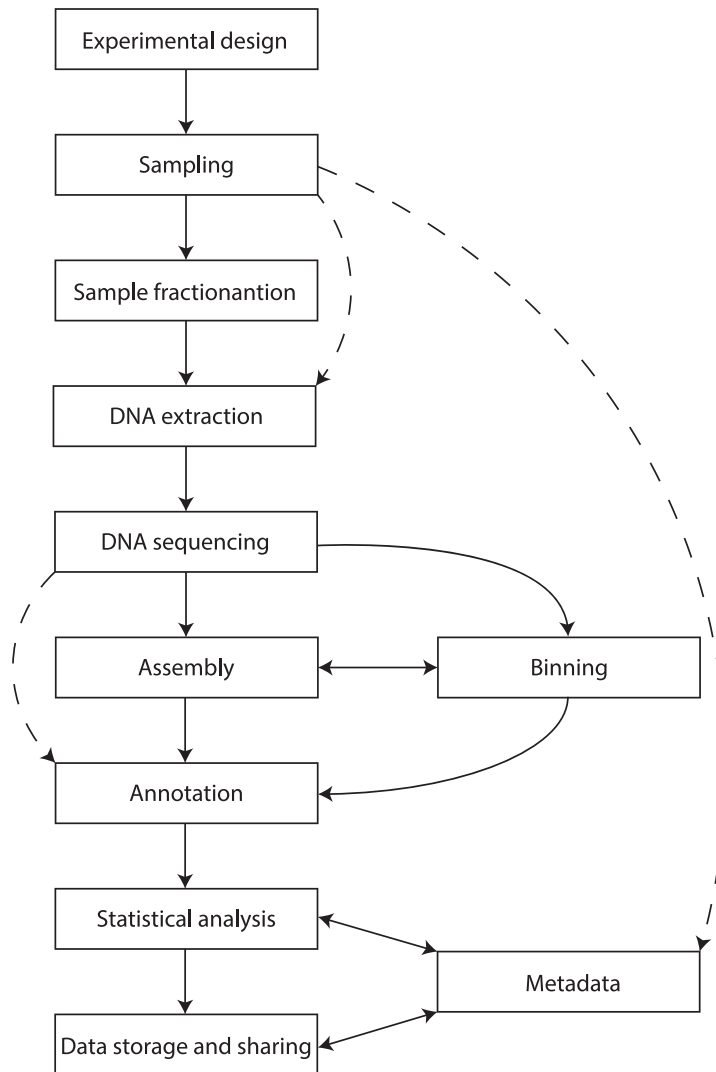 Experimental design
Sampling
Sample fractionantion
DNA extraction
DNA sequencing
Assembly
Binning
Annotation
Statistical analysis
Metadata
Data storage and sharing